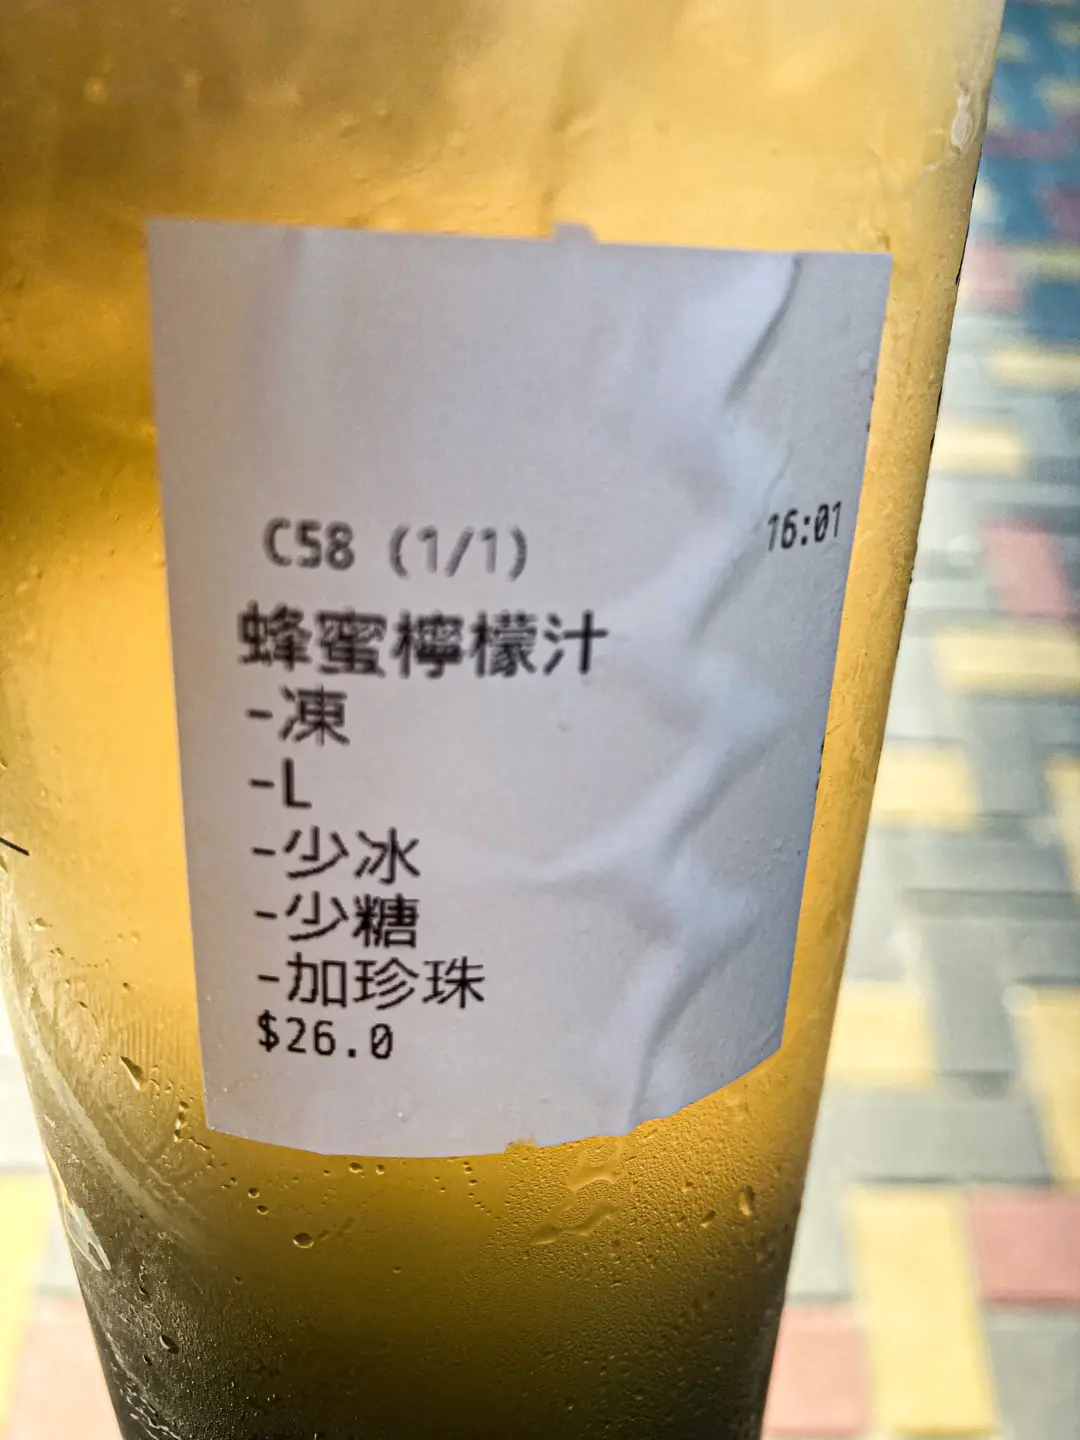 C58 (1/1) 16:01
蜂蜜檸檬汁
-凍
-L
-少冰
-少糖
-加珍珠
$26.0